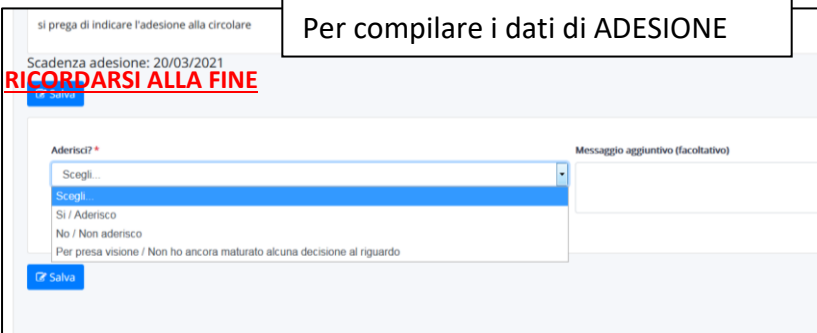 si prega di indicare l'adesione alla circolare
Per compilare i dati di ADESIONE
Scadenza adesione: 20/03/2021
RICORDARSI ALLA FINE
Salva
Aderisci? *
Messaggio aggiuntivo (facoltativo)
Scegli...
Scegli...
Si / Aderisco
No / Non aderisco
Per presa visione / Non ho ancora maturato alcuna decisione al riguardo
Salva